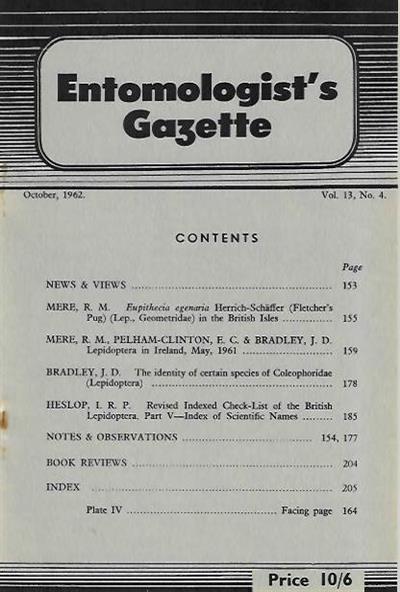 Entomologist's
Gazette
October, 1962. Vol. 13, No. 4.
CONTENTS
Page
NEWS & VIEWS 153
MERE, R. M. Eupithecia egenaria Herrich-Schäffer (Fletcher's
Pug) (Lep., Geometridae) in the British Isles 155
MERE, R. M., PELHAM-CLINTON, E. C. & BRADLEY, J. D.
Lepidoptera in Ireland, May, 1961 159
BRADLEY, J. D. The identity of certain species of Coleophoridae
(Lepidoptera) 178
HESLOP, I. R. P. Revised Indexed Check-List of the British
Lepidoptera. Part V—Index of Scientific Names 185
NOTES & OBSERVATIONS 154, 177
BOOK REVIEWS 204
INDEX 205
Plate IV Facing page 164
Price 10/6